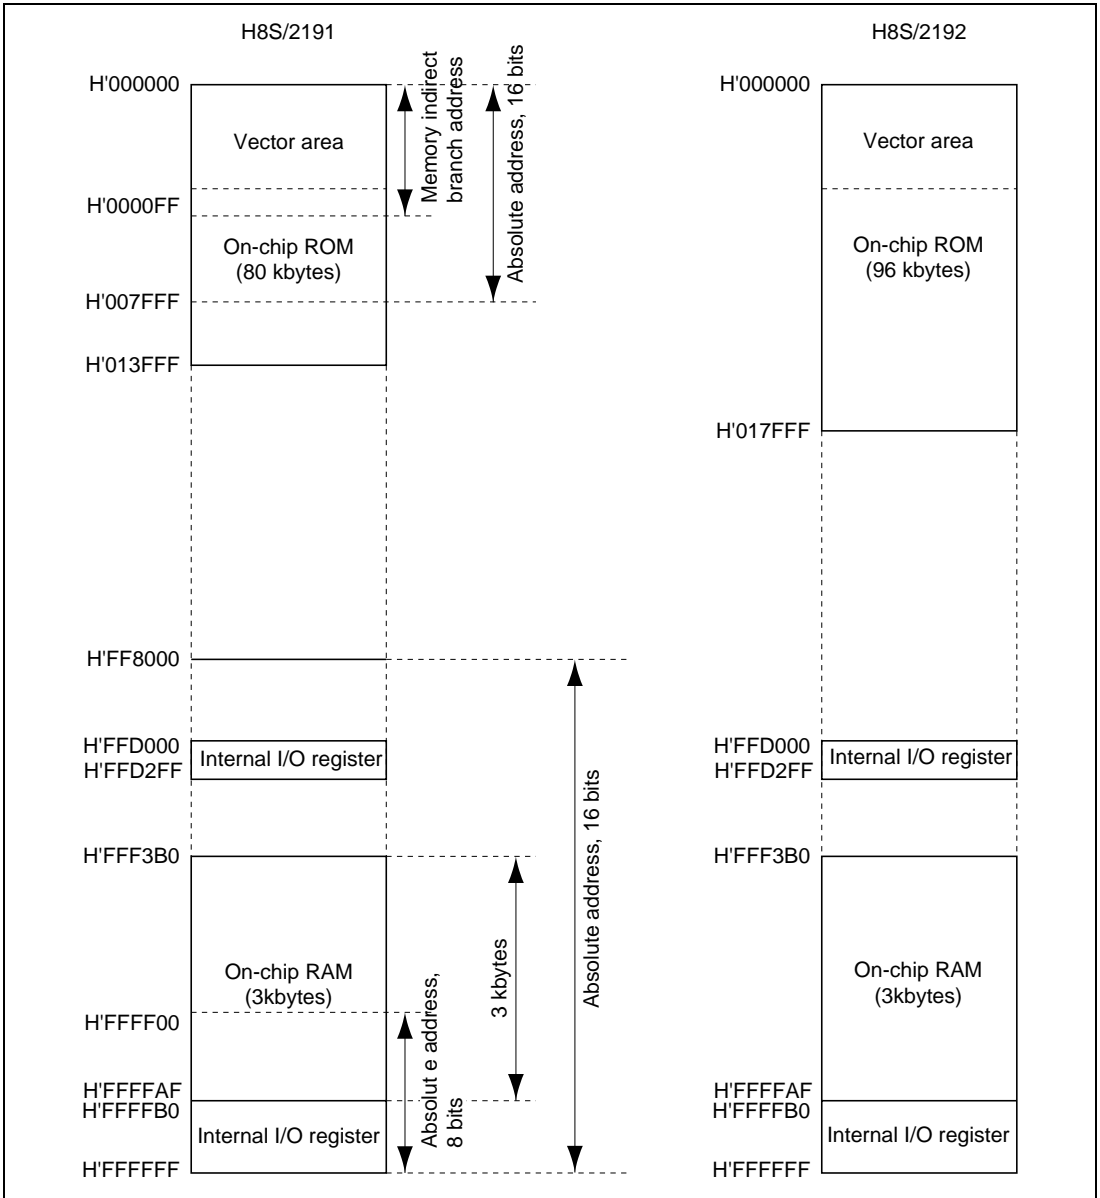 H8S/2191
H'000000
Vector area
H'0000FF
On-chip ROM
(80 kbytes)
H'007FFF
H'013FFF
Memory indirect
branch address
Absolute address, 16 bits
H'FF8000
H'FFD000
Internal I/O register
H'FFD2FF
H'FFF3B0
On-chip RAM
(3kbytes)
H'FFFF00
H'FFFFAF
H'FFFFB0
Internal I/O register
H'FFFFFF
Absolut e address,
8 bits
3 kbytes
Absolute address, 16 bits
H8S/2192
H'000000
Vector area
On-chip ROM
(96 kbytes)
H'017FFF
H'FFD000
Internal I/O register
H'FFD2FF
H'FFF3B0
On-chip RAM
(3kbytes)
H'FFFFAF
H'FFFFB0
Internal I/O register
H'FFFFFF